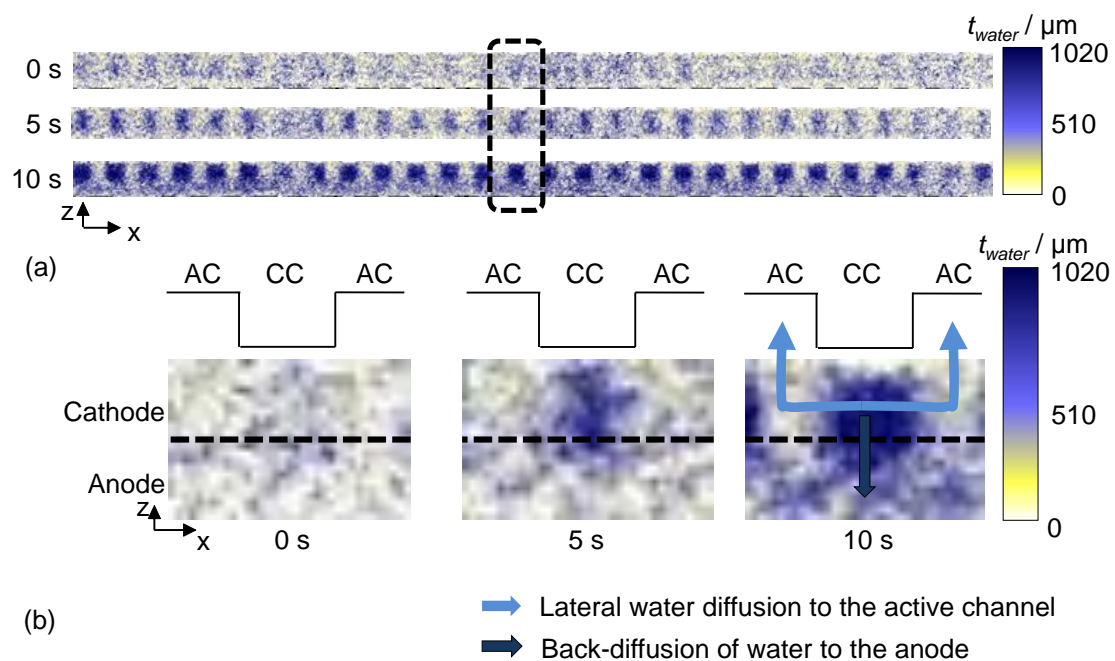 t_water / µm
1020
0 s
5 s
510
10 s
0
z
x
(a)
t_water / µm
AC CC AC
AC CC AC
AC CC AC
1020
Cathode
510
Anode
z
0
x
0 s
5 s
10 s
Lateral water diffusion to the active channel
(b)
Back-diffusion of water to the anode